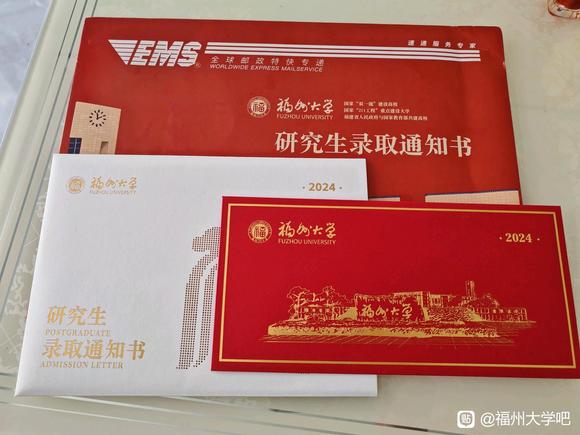 EMS
速递服务专家
全球邮政特快专递
WORLDWIDE EXPRESS MAILSERVICE
福州大学
FUZHOU UNIVERSITY
国家“双一流”建设高校
国家“211工程”重点建设大学
福建省人民政府与国家教育部共建高校
研究生录取通知书
福州大学
FUZHOU UNIVERSITY
·2024·
研究生
POSTGRADUATE
录取通知书
ADMISSION LETTER
福州大学
FUZHOU UNIVERSITY
·2024·
福州大学
贴 @福州大学吧